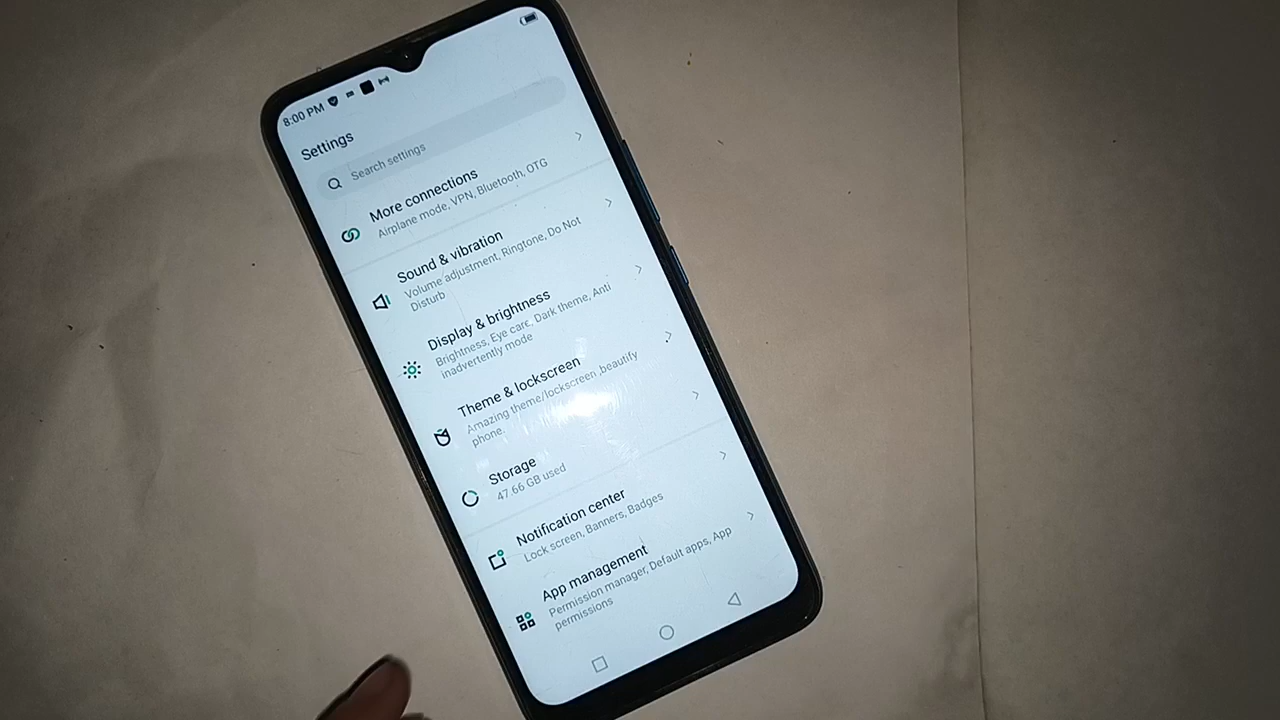 8:00 PM
Settings
Search settings
More connections
Airplane mode, VPN, Bluetooth, OTG
Sound & vibration
Volume adjustment, Ringtone, Do Not
Disturb
Display & brightness
Brightness, Eye care, Dark theme, Anti
inadvertently mode
Theme & lockscreen
Amazing theme/lockscreen ,beautify
phone.
Storage
47.66 GB used
Notification center
Lock screen, Banners, Badges
App management
Permission manager, Default apps, App
permissions